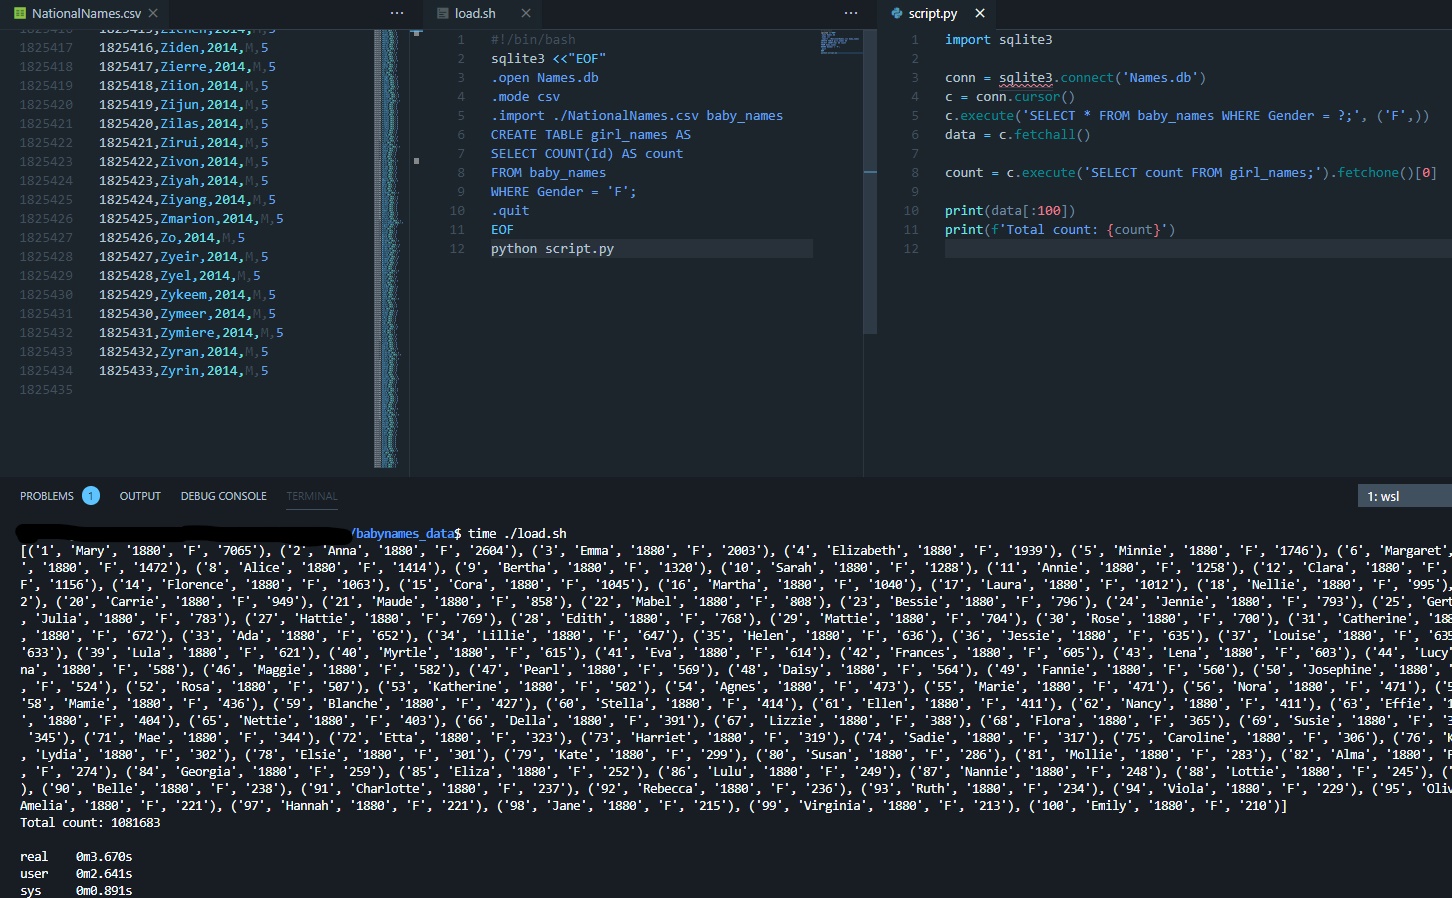 NationalNames.csv
load.sh
script.py
1825417 1825416,Ziden,2014,M,5
1825418 1825417,Zierre,2014,M,5
1825419 1825418,Ziion,2014,M,5
1825420 1825419,Zijun,2014,M,5
1825421 1825420,Zilas,2014,M,5
1825422 1825421,Zirui,2014,M,5
1825423 1825422,Zivon,2014,M,5
1825424 1825423,Ziyah,2014,M,5
1825425 1825424,Ziyang,2014,M,5
1825426 1825425,Zmarion,2014,M,5
1825427 1825426,Zo,2014,M,5
1825428 1825427,Zyeir,2014,M,5
1825429 1825428,Zyel,2014,M,5
1825430 1825429,Zykeem,2014,M,5
1825431 1825430,Zymeer,2014,M,5
1825432 1825431,Zymiere,2014,M,5
1825433 1825432,Zyran,2014,M,5
1825434 1825433,Zyrin,2014,M,5
1825435
1 #!/bin/bash
2 sqlite3 <<"EOF"
3 .open Names.db
4 .mode csv
5 .import ./NationalNames.csv baby_names
6 CREATE TABLE girl_names AS
7 SELECT COUNT(Id) AS count
8 FROM baby_names
9 WHERE Gender = 'F';
10 .quit
11 EOF
12 python script.py
1 import sqlite3
2
3 conn = sqlite3.connect('Names.db')
4 c = conn.cursor()
5 c.execute('SELECT * FROM baby_names WHERE Gender = ?;', ('F',))
6 data = c.fetchall()
7
8 count = c.execute('SELECT count FROM girl_names;').fetchone()[0]
9
10 print(data[:100])
11 print(f'Total count: {count}')
12
PROBLEMS 1 OUTPUT DEBUG CONSOLE TERMINAL 1: wsl
/babynames_data$ time ./load.sh
[('1', 'Mary', '1880', 'F', '7065'), ('2', 'Anna', '1880', 'F', '2604'), ('3', 'Emma', '1880', 'F', '2003'), ('4', 'Elizabeth', '1880', 'F', '1939'), ('5', 'Minnie', '1880', 'F', '1746'), ('6', 'Margaret',
', '1880', 'F', '1472'), ('8', 'Alice', '1880', 'F', '1414'), ('9', 'Bertha', '1880', 'F', '1320'), ('10', 'Sarah', '1880', 'F', '1288'), ('11', 'Annie', '1880', 'F', '1258'), ('12', 'Clara', '1880', 'F',
F', '1156'), ('14', 'Florence', '1880', 'F', '1063'), ('15', 'Cora', '1880', 'F', '1045'), ('16', 'Martha', '1880', 'F', '1040'), ('17', 'Laura', '1880', 'F', '1012'), ('18', 'Nellie', '1880', 'F', '995'),
2'), ('20', 'Carrie', '1880', 'F', '949'), ('21', 'Maude', '1880', 'F', '858'), ('22', 'Mabel', '1880', 'F', '808'), ('23', 'Bessie', '1880', 'F', '796'), ('24', 'Jennie', '1880', 'F', '793'), ('25', 'Gert
, 'Julia', '1880', 'F', '783'), ('27', 'Hattie', '1880', 'F', '769'), ('28', 'Edith', '1880', 'F', '768'), ('29', 'Mattie', '1880', 'F', '704'), ('30', 'Rose', '1880', 'F', '700'), ('31', 'Catherine', '188
, '1880', 'F', '672'), ('33', 'Ada', '1880', 'F', '652'), ('34', 'Lillie', '1880', 'F', '647'), ('35', 'Helen', '1880', 'F', '636'), ('36', 'Jessie', '1880', 'F', '635'), ('37', 'Louise', '1880', 'F', '635
'633'), ('39', 'Lula', '1880', 'F', '621'), ('40', 'Myrtle', '1880', 'F', '615'), ('41', 'Eva', '1880', 'F', '614'), ('42', 'Frances', '1880', 'F', '605'), ('43', 'Lena', '1880', 'F', '603'), ('44', 'Lucy'
na', '1880', 'F', '588'), ('46', 'Maggie', '1880', 'F', '582'), ('47', 'Pearl', '1880', 'F', '569'), ('48', 'Daisy', '1880', 'F', '564'), ('49', 'Fannie', '1880', 'F', '560'), ('50', 'Josephine', '1880',
, 'F', '524'), ('52', 'Rosa', '1880', 'F', '507'), ('53', 'Katherine', '1880', 'F', '502'), ('54', 'Agnes', '1880', 'F', '473'), ('55', 'Marie', '1880', 'F', '471'), ('56', 'Nora', '1880', 'F', '471'), ('5
'58', 'Mamie', '1880', 'F', '436'), ('59', 'Blanche', '1880', 'F', '427'), ('60', 'Stella', '1880', 'F', '414'), ('61', 'Ellen', '1880', 'F', '411'), ('62', 'Nancy', '1880', 'F', '411'), ('63', 'Effie', '1
', '1880', 'F', '404'), ('65', 'Nettie', '1880', 'F', '403'), ('66', 'Della', '1880', 'F', '391'), ('67', 'Lizzie', '1880', 'F', '388'), ('68', 'Flora', '1880', 'F', '365'), ('69', 'Susie', '1880', 'F', '3
'345'), ('71', 'Mae', '1880', 'F', '344'), ('72', 'Etta', '1880', 'F', '323'), ('73', 'Harriet', '1880', 'F', '319'), ('74', 'Sadie', '1880', 'F', '317'), ('75', 'Caroline', '1880', 'F', '306'), ('76', 'K
, 'Lydia', '1880', 'F', '302'), ('78', 'Elsie', '1880', 'F', '301'), ('79', 'Kate', '1880', 'F', '299'), ('80', 'Susan', '1880', 'F', '286'), ('81', 'Mollie', '1880', 'F', '283'), ('82', 'Alma', '1880', 'F
, 'F', '274'), ('84', 'Georgia', '1880', 'F', '259'), ('85', 'Eliza', '1880', 'F', '252'), ('86', 'Lulu', '1880', 'F', '249'), ('87', 'Nannie', '1880', 'F', '248'), ('88', 'Lottie', '1880', 'F', '245'), ('
), ('90', 'Belle', '1880', 'F', '238'), ('91', 'Charlotte', '1880', 'F', '237'), ('92', 'Rebecca', '1880', 'F', '236'), ('93', 'Ruth', '1880', 'F', '234'), ('94', 'Viola', '1880', 'F', '229'), ('95', 'Oliv
Amelia', '1880', 'F', '221'), ('97', 'Hannah', '1880', 'F', '221'), ('98', 'Jane', '1880', 'F', '215'), ('99', 'Virginia', '1880', 'F', '213'), ('100', 'Emily', '1880', 'F', '210')]
Total count: 1081683
real 0m3.670s
user 0m2.641s
sys 0m0.891s